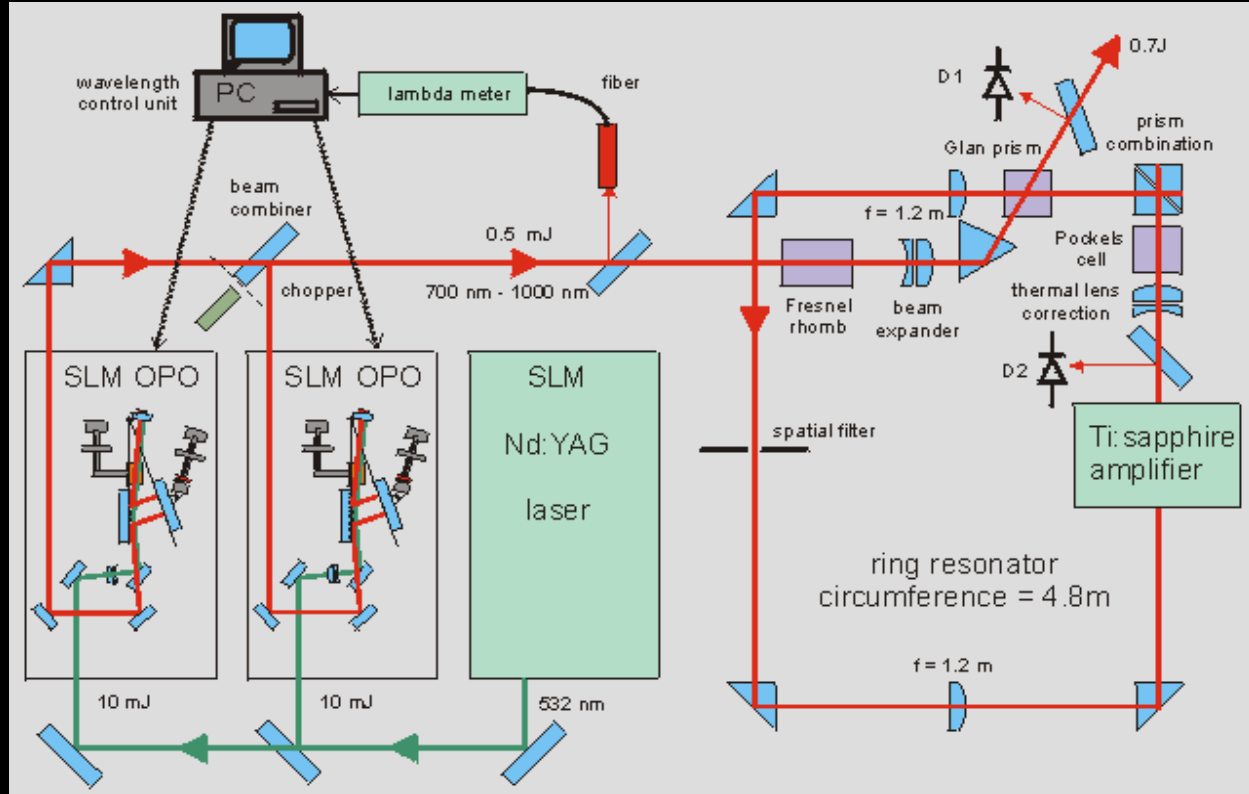 wavelength
control unit
PC
lambda meter
fiber
beam
combiner
chopper
0.5 mJ
700 nm - 1000 nm
D1
0.7J
Glan prism
prism
combination
f = 1.2 m
Pockels
cell
thermal lens
correction
Fresnel
rhomb
beam
expander
D2
SLM OPO
SLM OPO
SLM
Nd:YAG
laser
spatial filter
Ti:sapphire
amplifier
ring resonator
circumference = 4.8m
f = 1.2 m
10 mJ
10 mJ
532 nm